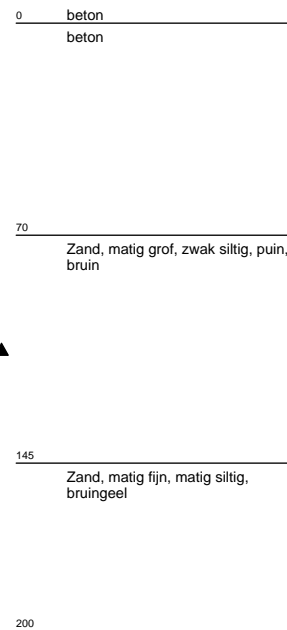 0 beton
beton
70
Zand, matig grof, zwak siltig, puin,
bruin
145
Zand, matig fijn, matig siltig,
bruingeel
200